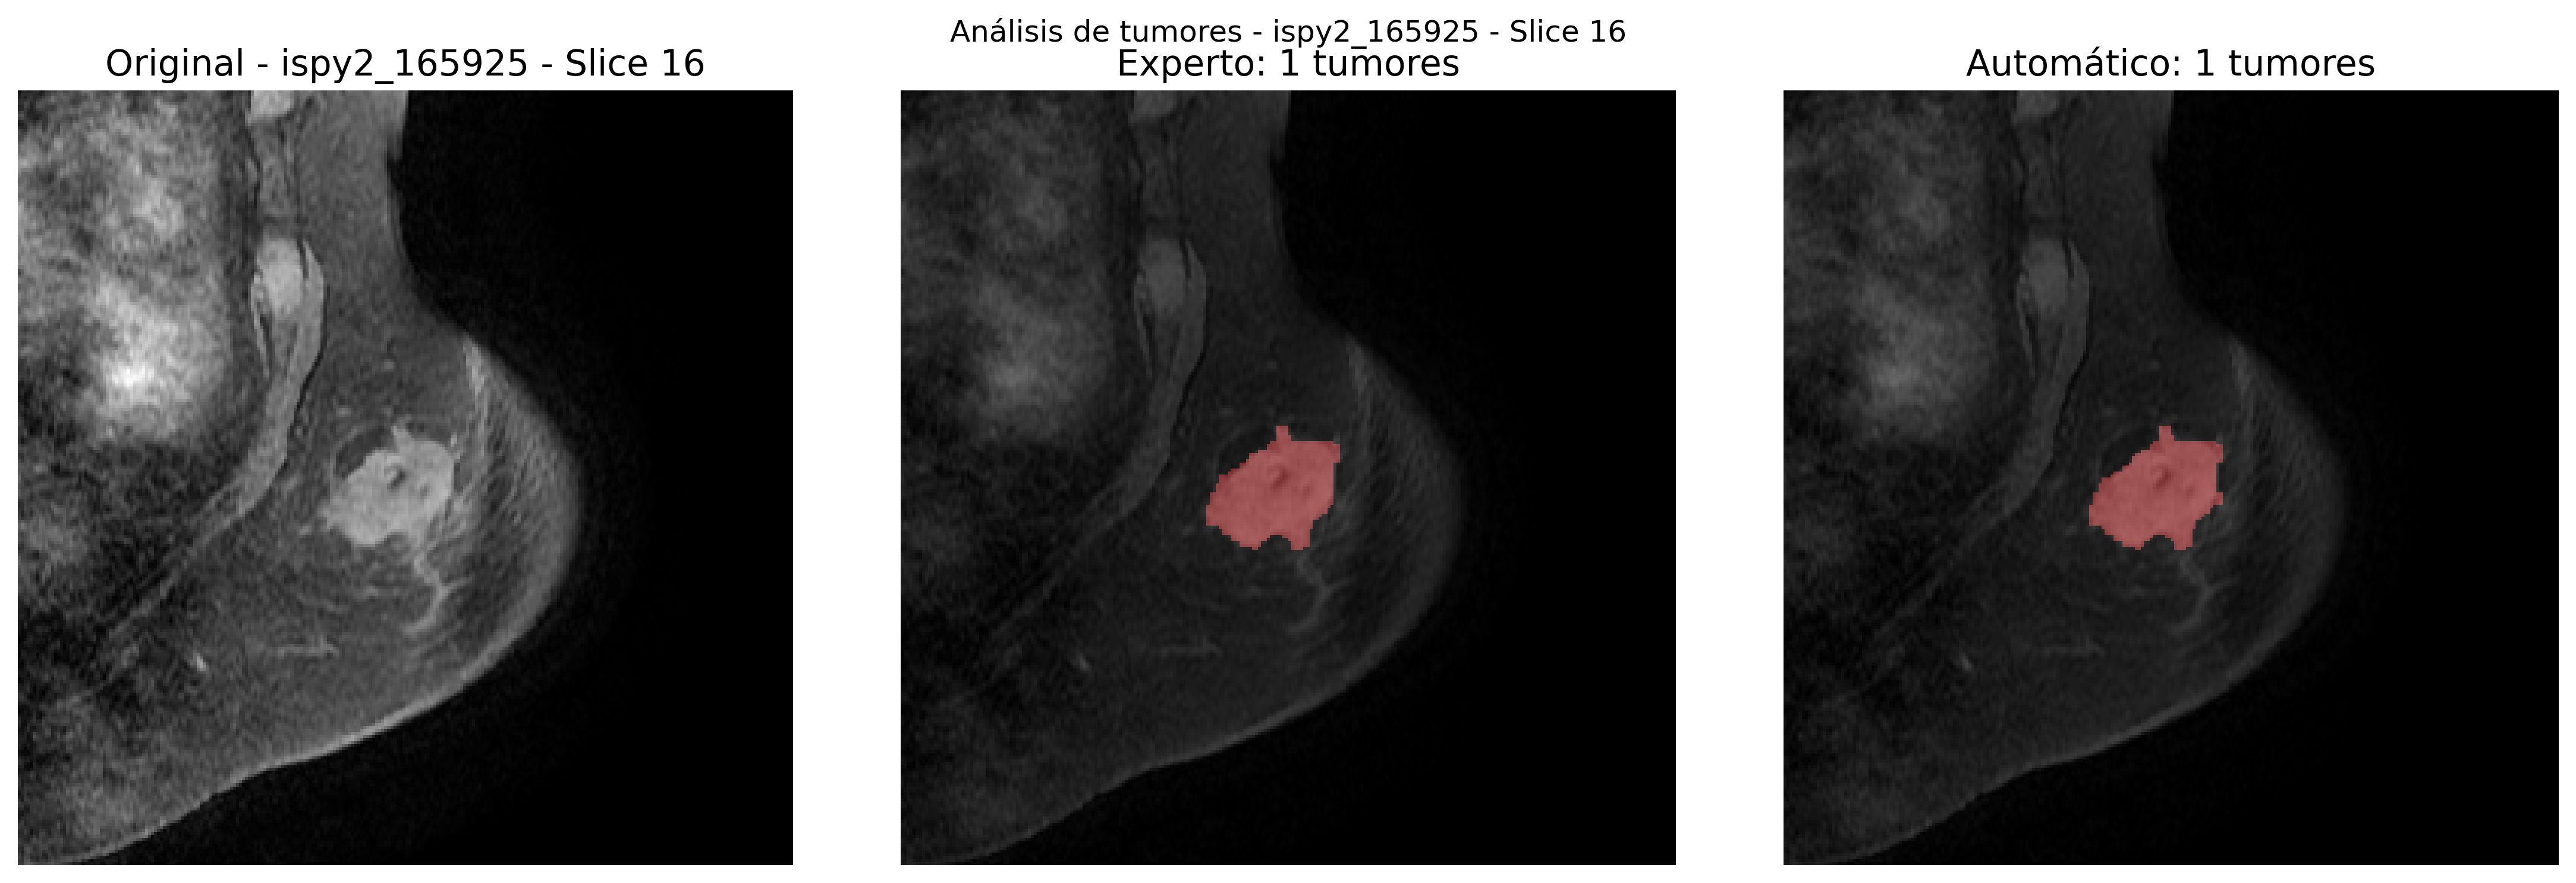 Análisis de tumores - ispy2_165925 - Slice 16
Original - ispy2_165925 - Slice 16
Experto: 1 tumores
Automático: 1 tumores